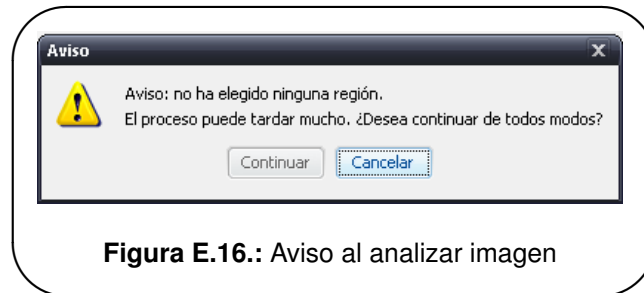 Aviso
Aviso: no ha elegido ninguna región.
El proceso puede tardar mucho. ¿Desea continuar de todos modos?
Continuar Cancelar
Figura E.16.: Aviso al analizar imagen